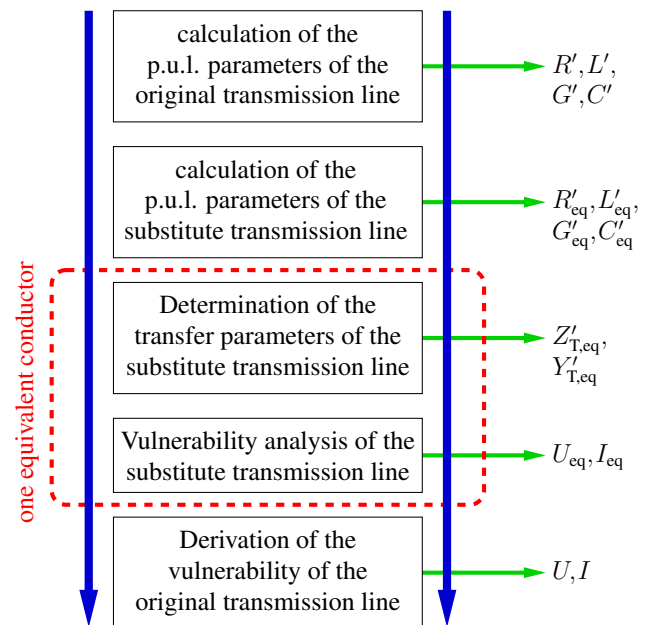 calculation of the
p.u.l. parameters of the
original transmission line
R′, L′,
G′, C′
calculation of the
p.u.l. parameters of the
substitute transmission line
R′eq, L′eq,
G′eq, C′eq
one equivalent conductor
Determination of the
transfer parameters of the
substitute transmission line
Z′T,eq,
Y′T,eq
Vulnerability analysis of the
substitute transmission line
Ueq, Ieq
Derivation of the
vulnerability of the
original transmission line
U, I